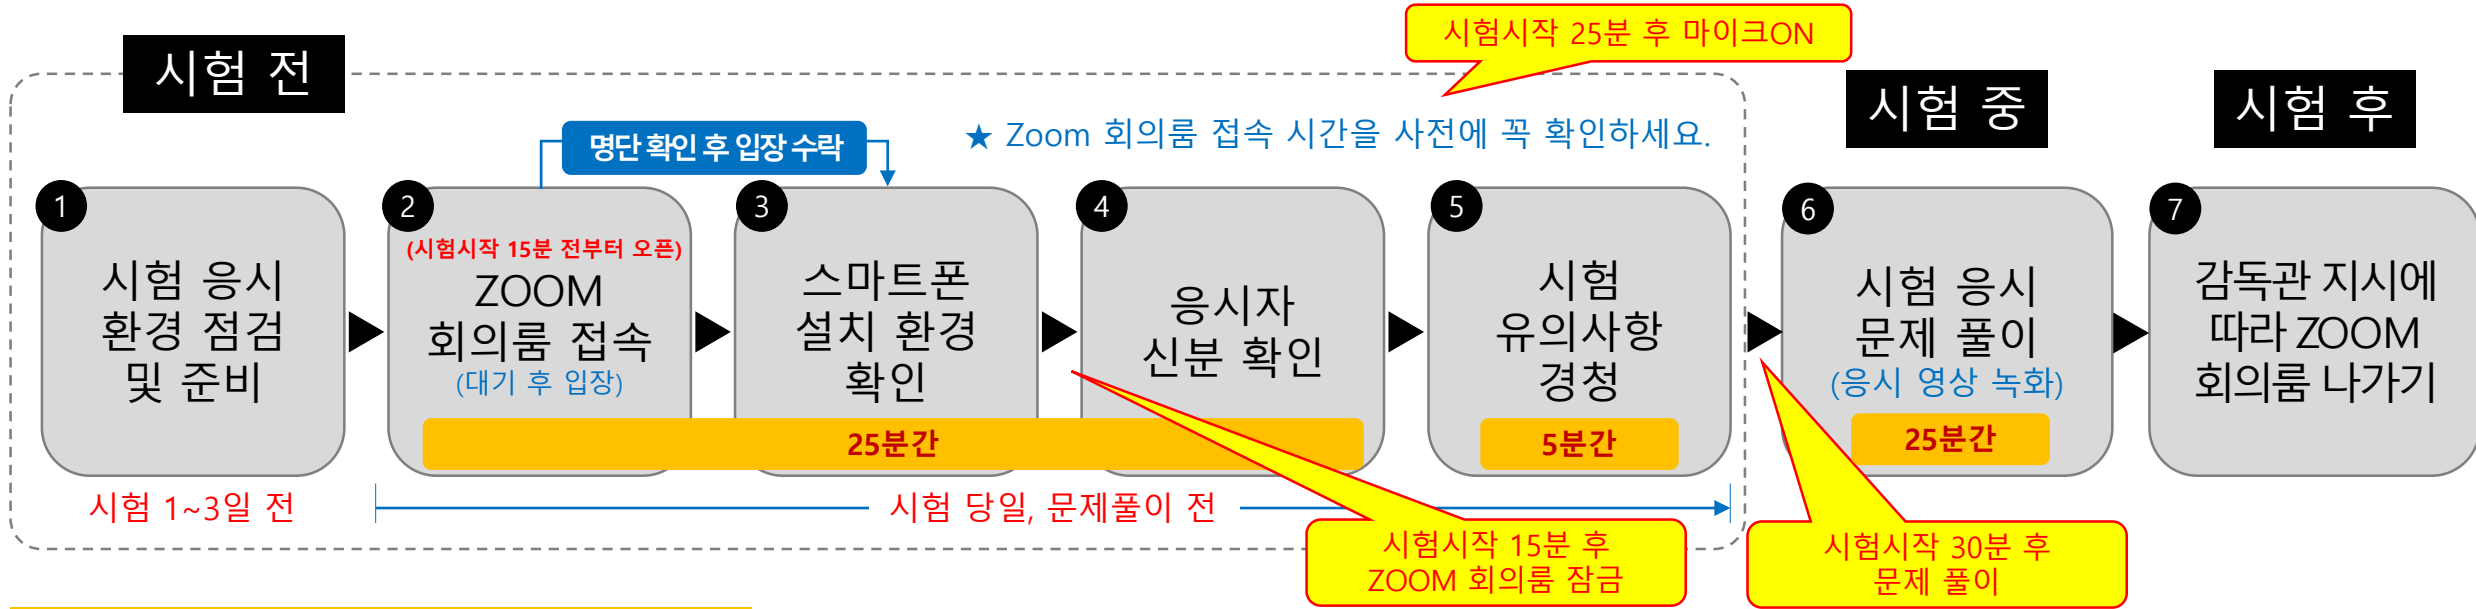 시험시작 25분 후 마이크ON
시험 전
시험 중
시험 후
명단 확인 후 입장 수락
★ Zoom 회의룸 접속 시간을 사전에 꼭 확인하세요.
1
시험 응시
환경 점검
및 준비
2
(시험시작 15분 전부터 오픈)
ZOOM
회의룸 접속
(대기 후 입장)
3
스마트폰
설치 환경
확인
4
응시자
신분 확인
25분간
5
시험
유의사항
경청
5분간
6
시험 응시
문제 풀이
(응시 영상 녹화)
25분간
7
감독관 지시에
따라 ZOOM
회의룸 나가기
시험 1~3일 전
시험 당일, 문제풀이 전
시험시작 15분 후
ZOOM 회의룸 잠금
시험시작 30분 후
문제 풀이